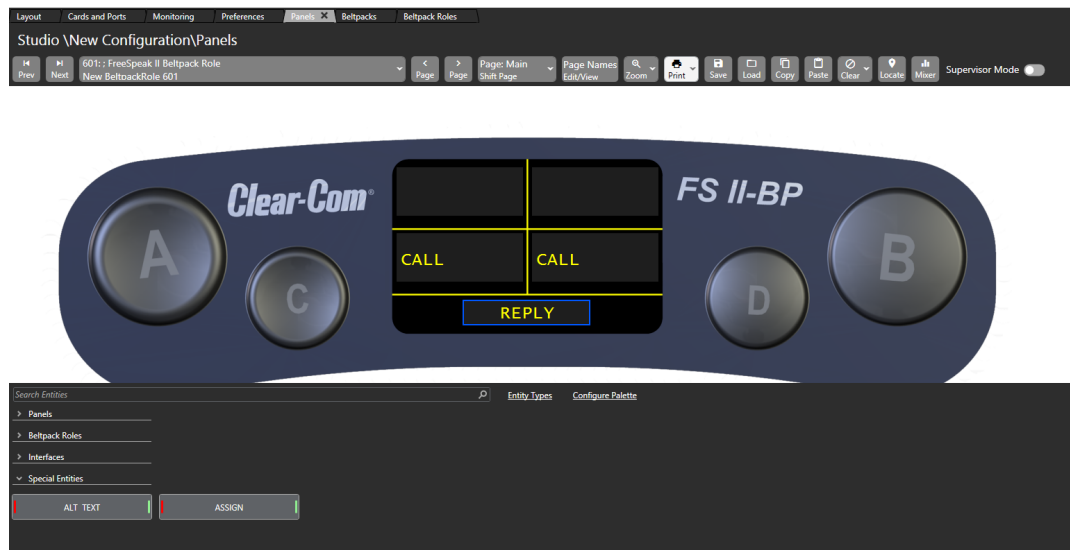 Layout Cards and Ports Monitoring Preferences Panels X Beltpacks Beltpack Roles
Studio \New Configuration\Panels
Prev
Next
601: ; FreeSpeak II Beltpack Role
New BeltpackRole 601
Page
Page
Page: Main
Shift Page
Page Names
Edit/View
Zoom
Print
Save
Load
Copy
Paste
Clear
Locate
Mixer
Supervisor Mode
Clear-Com®
FS II-BP
A
C
CALL CALL
REPLY
D
B
Search Entities
Entity Types Configure Palette
Panels
Beltpack Roles
Interfaces
Special Entities
ALT TEXT ASSIGN